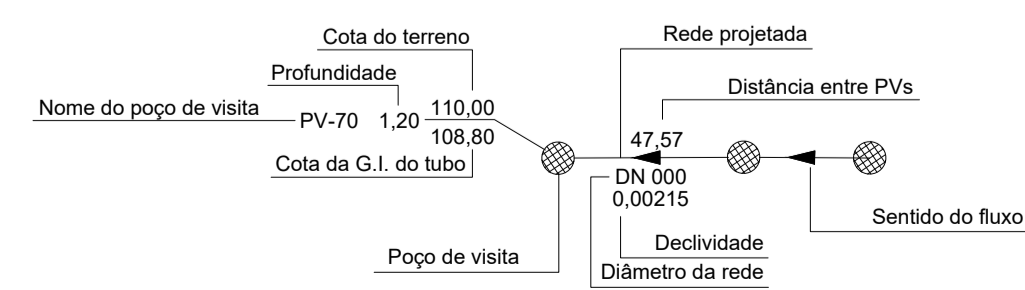 Cota do terreno
Rede projetada
Profundidade
Distância entre PVs
Nome do poço de visita
PV-70 1,20 110,00
108,80
47,57
Cota da G.I. do tubo
DN 000
0,00215
Sentido do fluxo
Poço de visita
Declividade
Diâmetro da rede